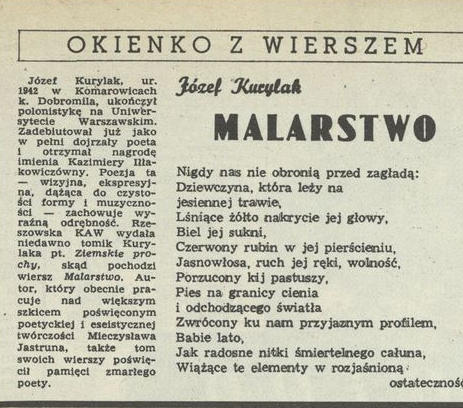 OKIENKO Z WIERSZEM
Józef Kurylak, ur.
1942 w Komarowicach
k. Dobromila, ukończył
polonistykę na Uniwer-
sytecie Warszawskim.
Zadebiutował już jako
w pełni dojrzały poeta
i otrzymał nagrodę
imienia Kazimiery Iłła-
kowiczówny. Poezja ta
— wizyjna, ekspresyj-
na, dążąca do czysto-
ści formy i muzyczno-
ści — zachowuje wy-
raźną odrębność. Rze-
szowska KAW wydała
niedawno tomik Kury-
laka pt. Ziemskie pro-
chy, skąd pochodzi
wiersz Malarstwo. Au-
tor, który obecnie pra-
cuje nad większym
szkicem poświęconym
poetyckiej i eseistycznej
twórczości Mieczysława
Jastruna, także tom
swoich wierszy poświę-
cił pamięci zmarłego
poety.
Józef Kurylak
MALARSTWO
Nigdy nas nie obronią przed zagładą:
Dziewczyna, która leży na
jesiennej trawie,
Lśniące żółto nakrycie jej głowy,
Biel jej sukni,
Czerwony rubin w jej pierścieniu,
Jasnowłosa, ruch jej ręki, wolność,
Porzucony kij pastuszy,
Pies na granicy cienia
i odchodzącego światła
Zwrócony ku nam przyjaznym profilem,
Babie lato,
Jak radosne nitki śmiertelnego całuna,
Wiążące te elementy w rozjaśnioną
ostateczność